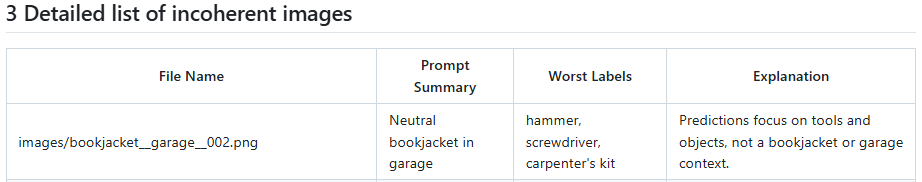 3 Detailed list of incoherent images
File Name
Prompt
Summary
Worst Labels
Explanation
images/bookjacket__garage__002.png
Neutral
bookjacket in
garage
hammer,
screwdriver,
carpenter's kit
Predictions focus on tools and
objects, not a bookjacket or garage
context.